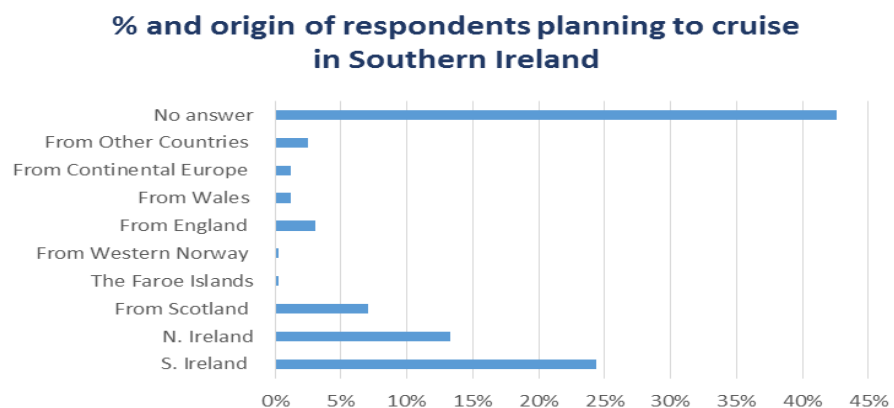 % and origin of respondents planning to cruise
in Southern Ireland
No answer
From Other Countries
From Continental Europe
From Wales
From England
From Western Norway
The Faroe Islands
From Scotland
N. Ireland
S. Ireland
0% 5% 10% 15% 20% 25% 30% 35% 40% 45%